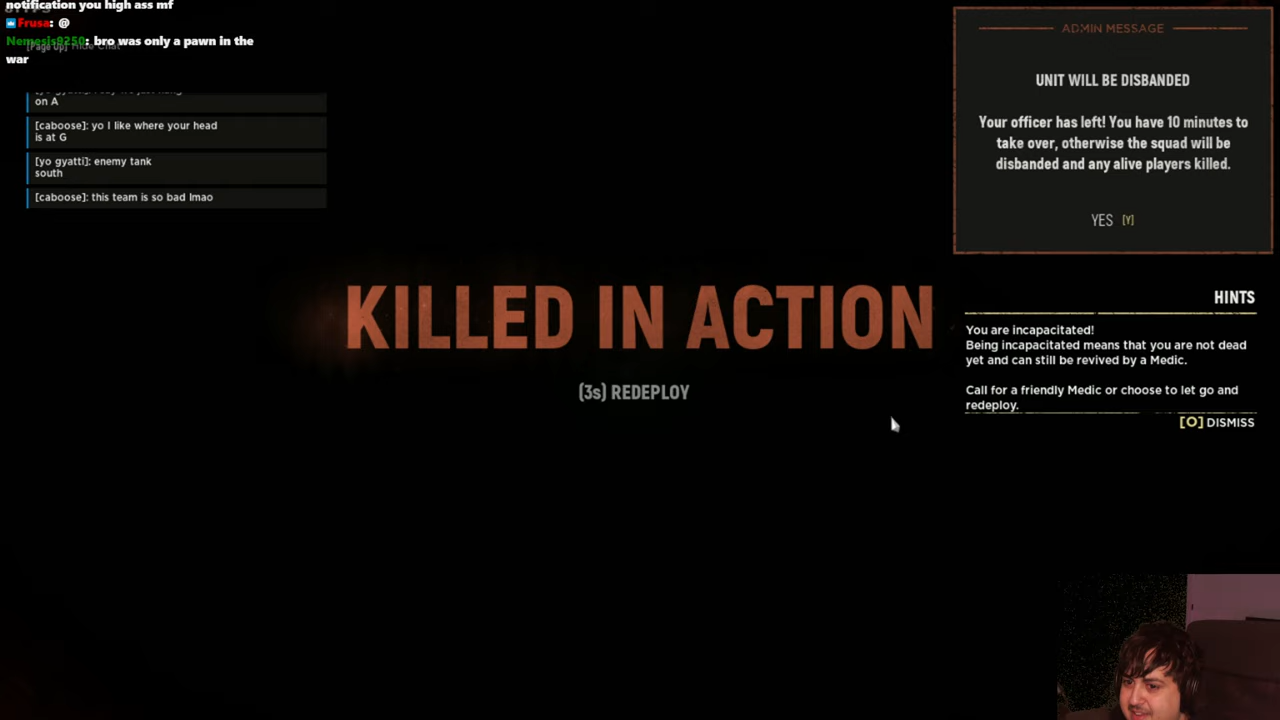 notification you high ass mf
Frusa: @
Nemesis9250: bro was only a pawn in the
war
[Page Up] Hide Chat
on A
[caboose]: yo I like where your head
is at G
[yo gyatti]: enemy tank
south
[caboose]: this team is so bad lmao
KILLED IN ACTION
(3s) REDEPLOY
ADMIN MESSAGE
UNIT WILL BE DISBANDED
Your officer has left! You have 10 minutes to
take over, otherwise the squad will be
disbanded and any alive players killed.
YES [Y]
HINTS
You are incapacitated!
Being incapacitated means that you are not dead
yet and can still be revived by a Medic.
Call for a friendly Medic or choose to let go and
redeploy.
[O] DISMISS